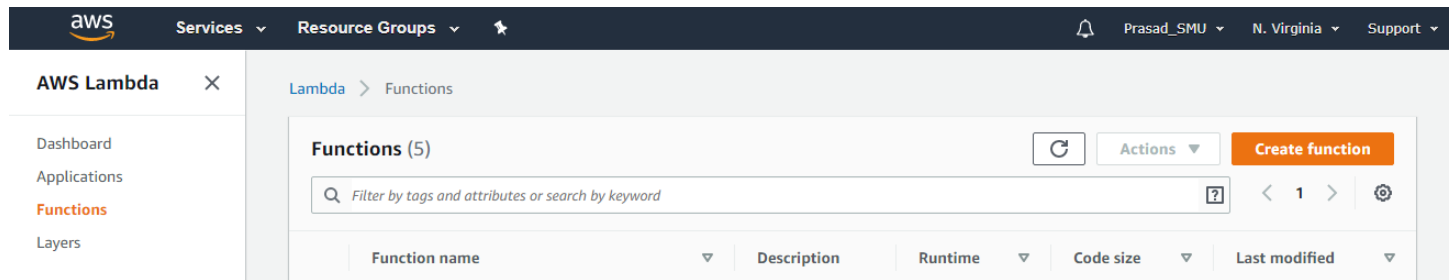 aws Services Resource Groups Prasad_SMU N. Virginia Support
AWS Lambda
Lambda > Functions
Dashboard
Applications
Functions
Layers
Functions (5) Actions Create function
Filter by tags and attributes or search by keyword ? < 1 >
Function name Description Runtime Code size Last modified